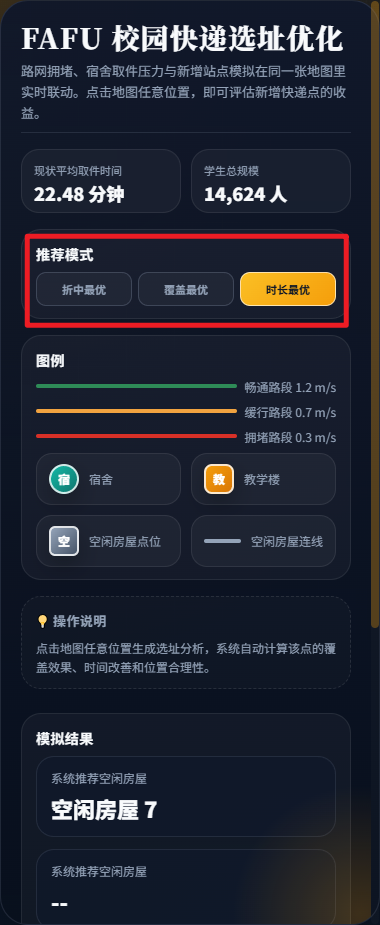 FAFU 校园快递选址优化
路网拥堵、宿舍取件压力与新增站点模拟在同一张地图里
实时联动。点击地图任意位置，即可评估新增快递点的收
益。
现状平均取件时间
22.48 分钟
学生总规模
14,624 人
推荐模式
折中最优
覆盖最优
时长最优
图例
畅通路段 1.2 m/s
缓行路段 0.7 m/s
拥堵路段 0.3 m/s
宿 宿舍
教 教学楼
空 空闲房屋点位
空闲房屋连线
操作说明
点击地图任意位置生成选址分析，系统自动计算该点的覆
盖效果、时间改善和位置合理性。
模拟结果
系统推荐空闲房屋
空闲房屋 7
系统推荐空闲房屋
--